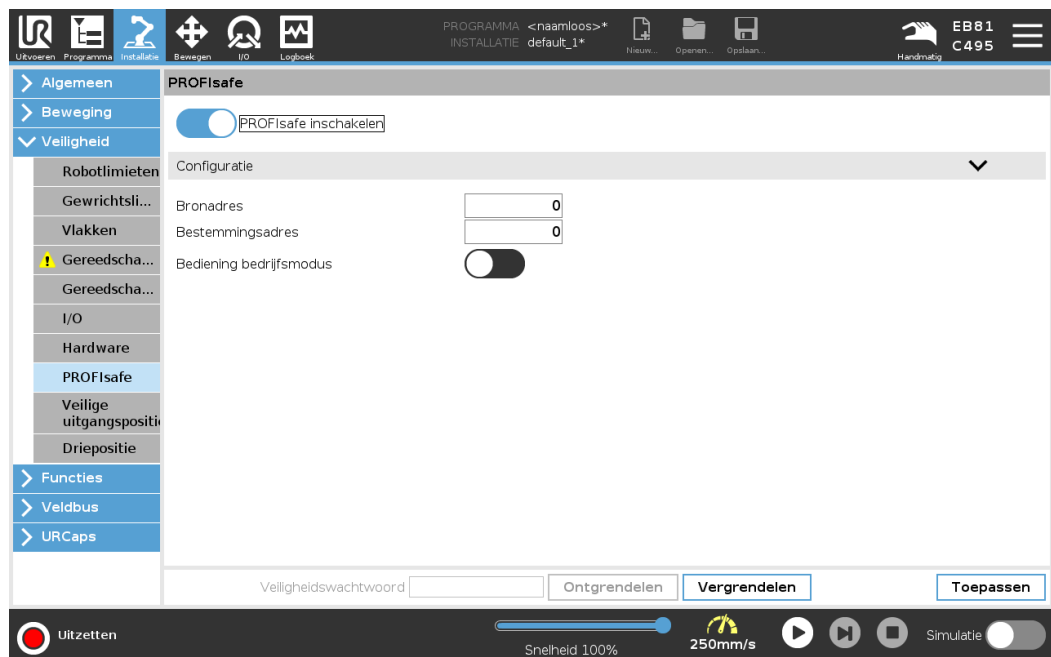 PROGRAMMA <naamloos>*
INSTALLATIE default_1*
EB81
C495
Uitvoeren Programma Installatie Bewegen I/O Logboek Nieuw... Openen... Opslaan... Handmatig
Algemeen
Beweging
Veiligheid
Robotlimieten
Gewrichtsli...
Vlakken
Gereedscha...
Gereedscha...
I/O
Hardware
PROFIsafe
Veilige
uitgangspositi
Driepositie
Functies
Veldbus
URCaps
PROFIsafe
PROFIsafe inschakelen
Configuratie
Bronadres 0
Bestemmingsadres 0
Bediening bedrijfsmodus
Veiligheidswachtwoord Ontgrendelen Vergrendelen Toepassen
Uitzetten
Snelheid 100%
250mm/s
Simulatie